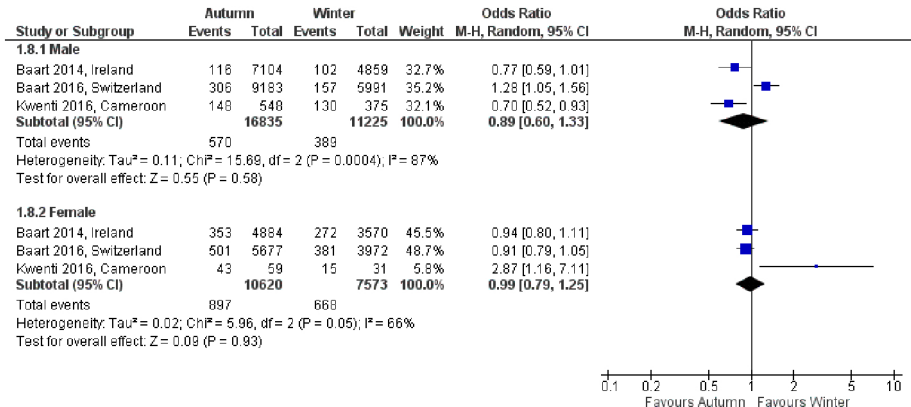 Autumn Winter Odds Ratio Odds Ratio
Study or Subgroup Events Total Events Total Weight M-H, Random, 95% CI M-H, Random, 95% CI
1.8.1 Male
Baart 2014, Ireland 116 7104 102 4859 32.7% 0.77 [0.59, 1.01]
Baart 2016, Switzerland 306 9183 157 5991 35.2% 1.28 [1.05, 1.56]
Kwenti 2016, Cameroon 148 548 130 375 32.1% 0.70 [0.52, 0.93]
Subtotal (95% CI) 16835 11225 100.0% 0.89 [0.60, 1.33]
Total events 570 389
Heterogeneity: Tau² = 0.11; Chi² = 15.69, df = 2 (P = 0.0004); I² = 87%
Test for overall effect: Z = 0.55 (P = 0.58)
1.8.2 Female
Baart 2014, Ireland 353 4884 272 3570 45.5% 0.94 [0.80, 1.11]
Baart 2016, Switzerland 501 5677 381 3972 48.7% 0.91 [0.79, 1.05]
Kwenti 2016, Cameroon 43 59 15 31 5.8% 2.87 [1.16, 7.11]
Subtotal (95% CI) 10620 7573 100.0% 0.99 [0.79, 1.25]
Total events 897 668
Heterogeneity: Tau² = 0.02; Chi² = 5.96, df = 2 (P = 0.05); I² = 66%
Test for overall effect: Z = 0.09 (P = 0.93)
0.1 0.2 0.5 1 2 5 10
Favours Autumn Favours Winter